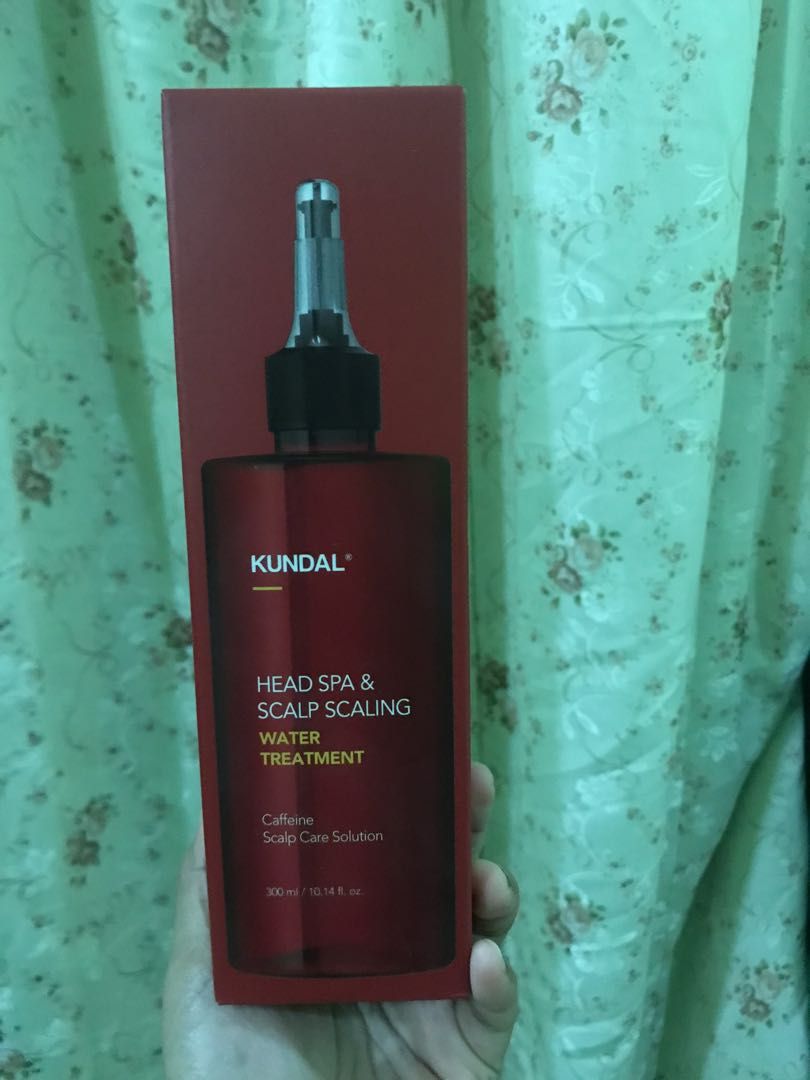 KUNDAL®
HEAD SPA &
SCALP SCALING
WATER
TREATMENT
Caffeine
Scalp Care Solution
300 ml / 10.14 fl. oz.